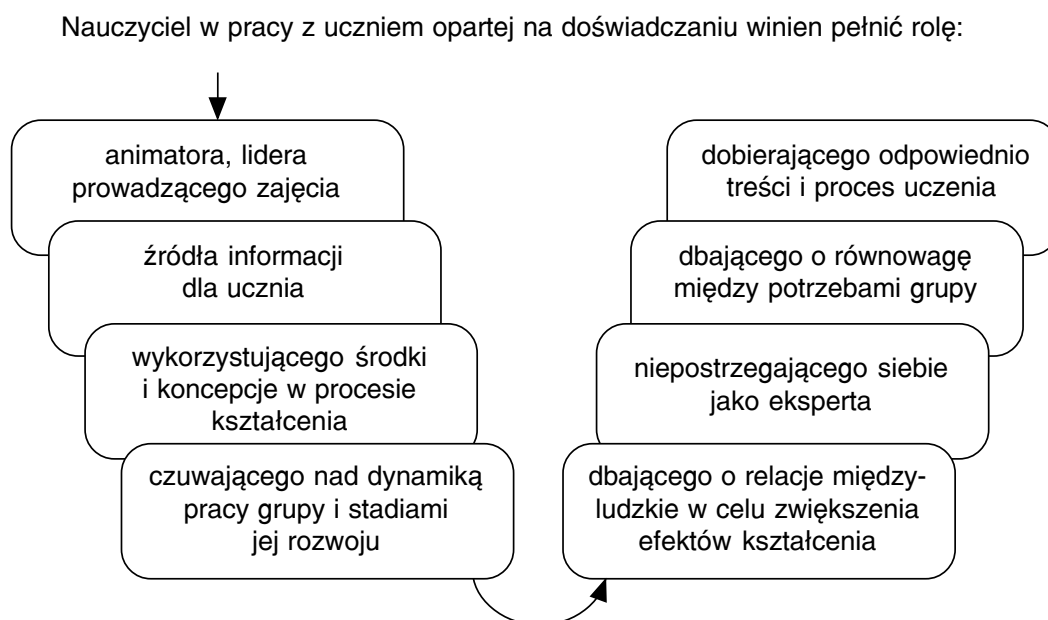 Nauczyciel w pracy z uczniem opartej na doświadczaniu winien pełnić rolę:
animatora, lidera
prowadzącego zajęcia
źródła informacji
dla ucznia
wykorzystującego środki
i koncepcje w procesie
kształcenia
czuwającego nad dynamiką
pracy grupy i stadiami
jej rozwoju
dobierającego odpowiednio
treści i proces uczenia
dbającego o równowagę
między potrzebami grupy
niepostrzegającego siebie
jako eksperta
dbającego o relacje między-
ludzkie w celu zwiększenia
efektów kształcenia